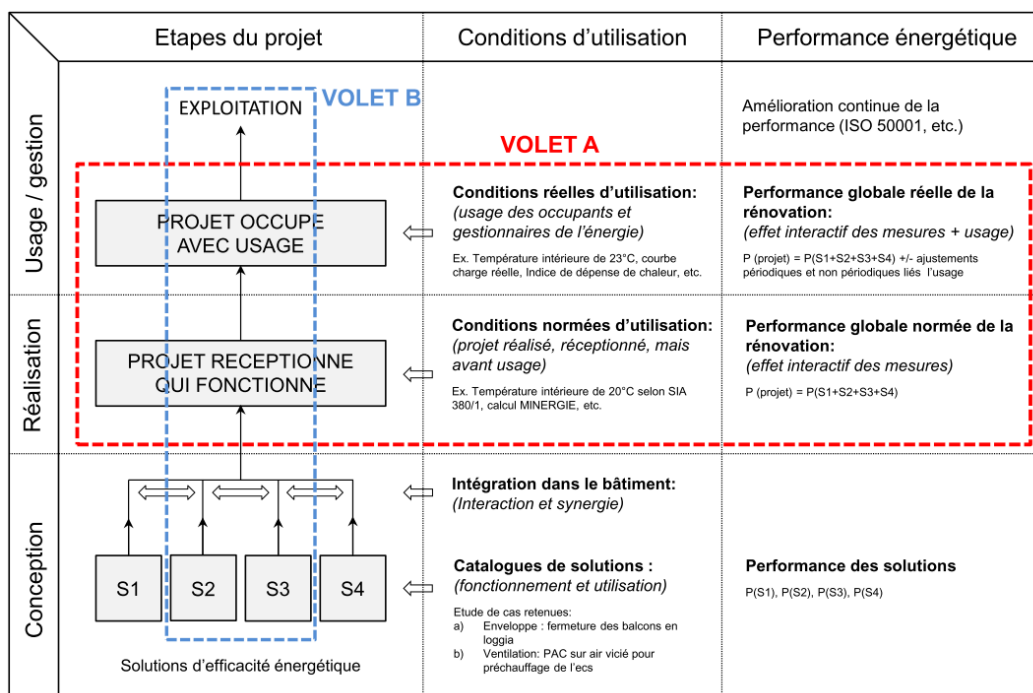 Etapes du projet
Conditions d'utilisation
Performance énergétique
Usage / gestion
EXPLOITATION
VOLET B
Amélioration continue de la
performance (ISO 50001, etc.)
VOLET A
PROJET OCCUPE
AVEC USAGE
Conditions réelles d'utilisation:
(usage des occupants et
gestionnaires de l'énergie)
Ex. Température intérieure de 23°C, courbe
charge réelle, Indice de dépense de chaleur, etc.
Performance globale réelle de la
rénovation:
(effet interactif des mesures + usage)
P (projet) = P(S1+S2+S3+S4) +/- ajustements
périodiques et non périodiques liés l'usage
Réalisation
PROJET RECEPTIONNE
QUI FONCTIONNE
Conditions normées d'utilisation:
(projet réalisé, réceptionné, mais
avant usage)
Ex. Température intérieure de 20°C selon SIA
380/1, calcul MINERGIE, etc.
Performance globale normée de la
rénovation:
(effet interactif des mesures)
P (projet) = P(S1+S2+S3+S4)
Conception
Intégration dans le bâtiment:
(Interaction et synergie)
S1
S2
S3
S4
Solutions d'efficacité énergétique
Catalogues de solutions :
(fonctionnement et utilisation)
Etude de cas retenues:
a) Enveloppe : fermeture des balcons en
loggia
b) Ventilation: PAC sur air vicié pour
préchauffage de l'ecs
Performance des solutions
P(S1), P(S2), P(S3), P(S4)